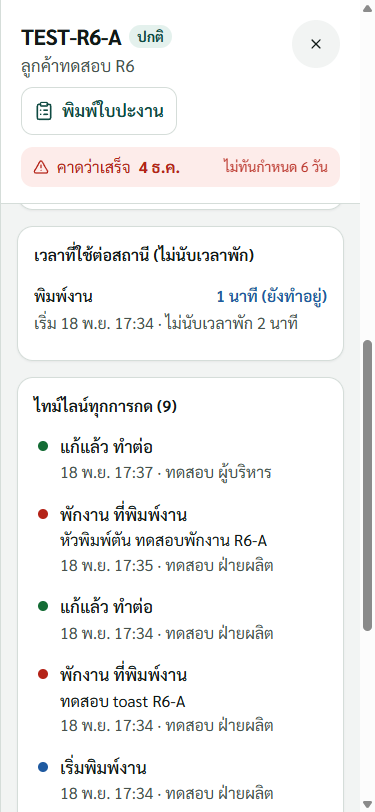 TEST-R6-A ปกติ
ลูกค้าทดสอบ R6
พิมพ์ใบปะงาน
คาดว่าเสร็จ 4 ธ.ค. ไม่ทันกำหนด 6 วัน
เวลาที่ใช้ต่อสถานี (ไม่นับเวลาพัก)
พิมพ์งาน 1 นาที (ยังทำอยู่)
เริ่ม 18 พ.ย. 17:34 · ไม่นับเวลาพัก 2 นาที
ไทม์ไลน์ทุกการกด (9)
แก้แล้ว ทำต่อ
18 พ.ย. 17:37 · ทดสอบ ผู้บริหาร
พักงาน ที่พิมพ์งาน
หัวพิมพ์ตัน ทดสอบพักงาน R6-A
18 พ.ย. 17:35 · ทดสอบ ฝ่ายผลิต
แก้แล้ว ทำต่อ
18 พ.ย. 17:34 · ทดสอบ ฝ่ายผลิต
พักงาน ที่พิมพ์งาน
ทดสอบ toast R6-A
18 พ.ย. 17:34 · ทดสอบ ฝ่ายผลิต
เริ่มพิมพ์งาน
18 พ.ย. 17:34 · ทดสอบ ฝ่ายผลิต